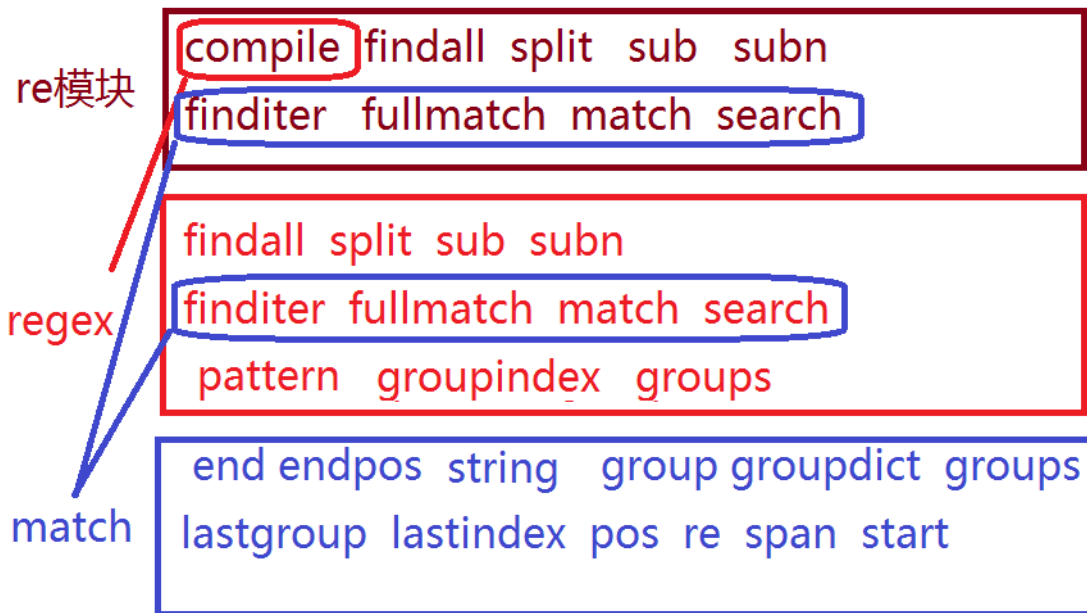 compile findall split sub subn
re模块
finditer fullmatch match search
findall split sub subn
finditer fullmatch match search
regex
pattern groupindex groups
end endpos string group groupdict groups
match
lastgroup lastindex pos re span start